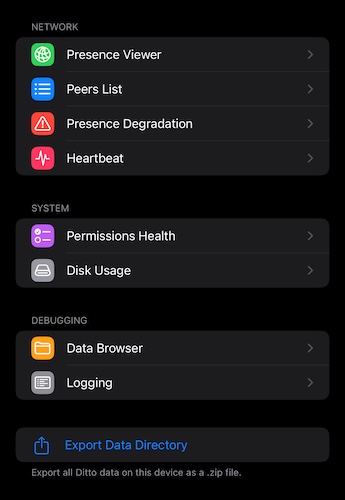 NETWORK
Presence Viewer
Peers List
Presence Degradation
Heartbeat
SYSTEM
Permissions Health
Disk Usage
DEBUGGING
Data Browser
Logging
Export Data Directory
Export all Ditto data on this device as a .zip file.